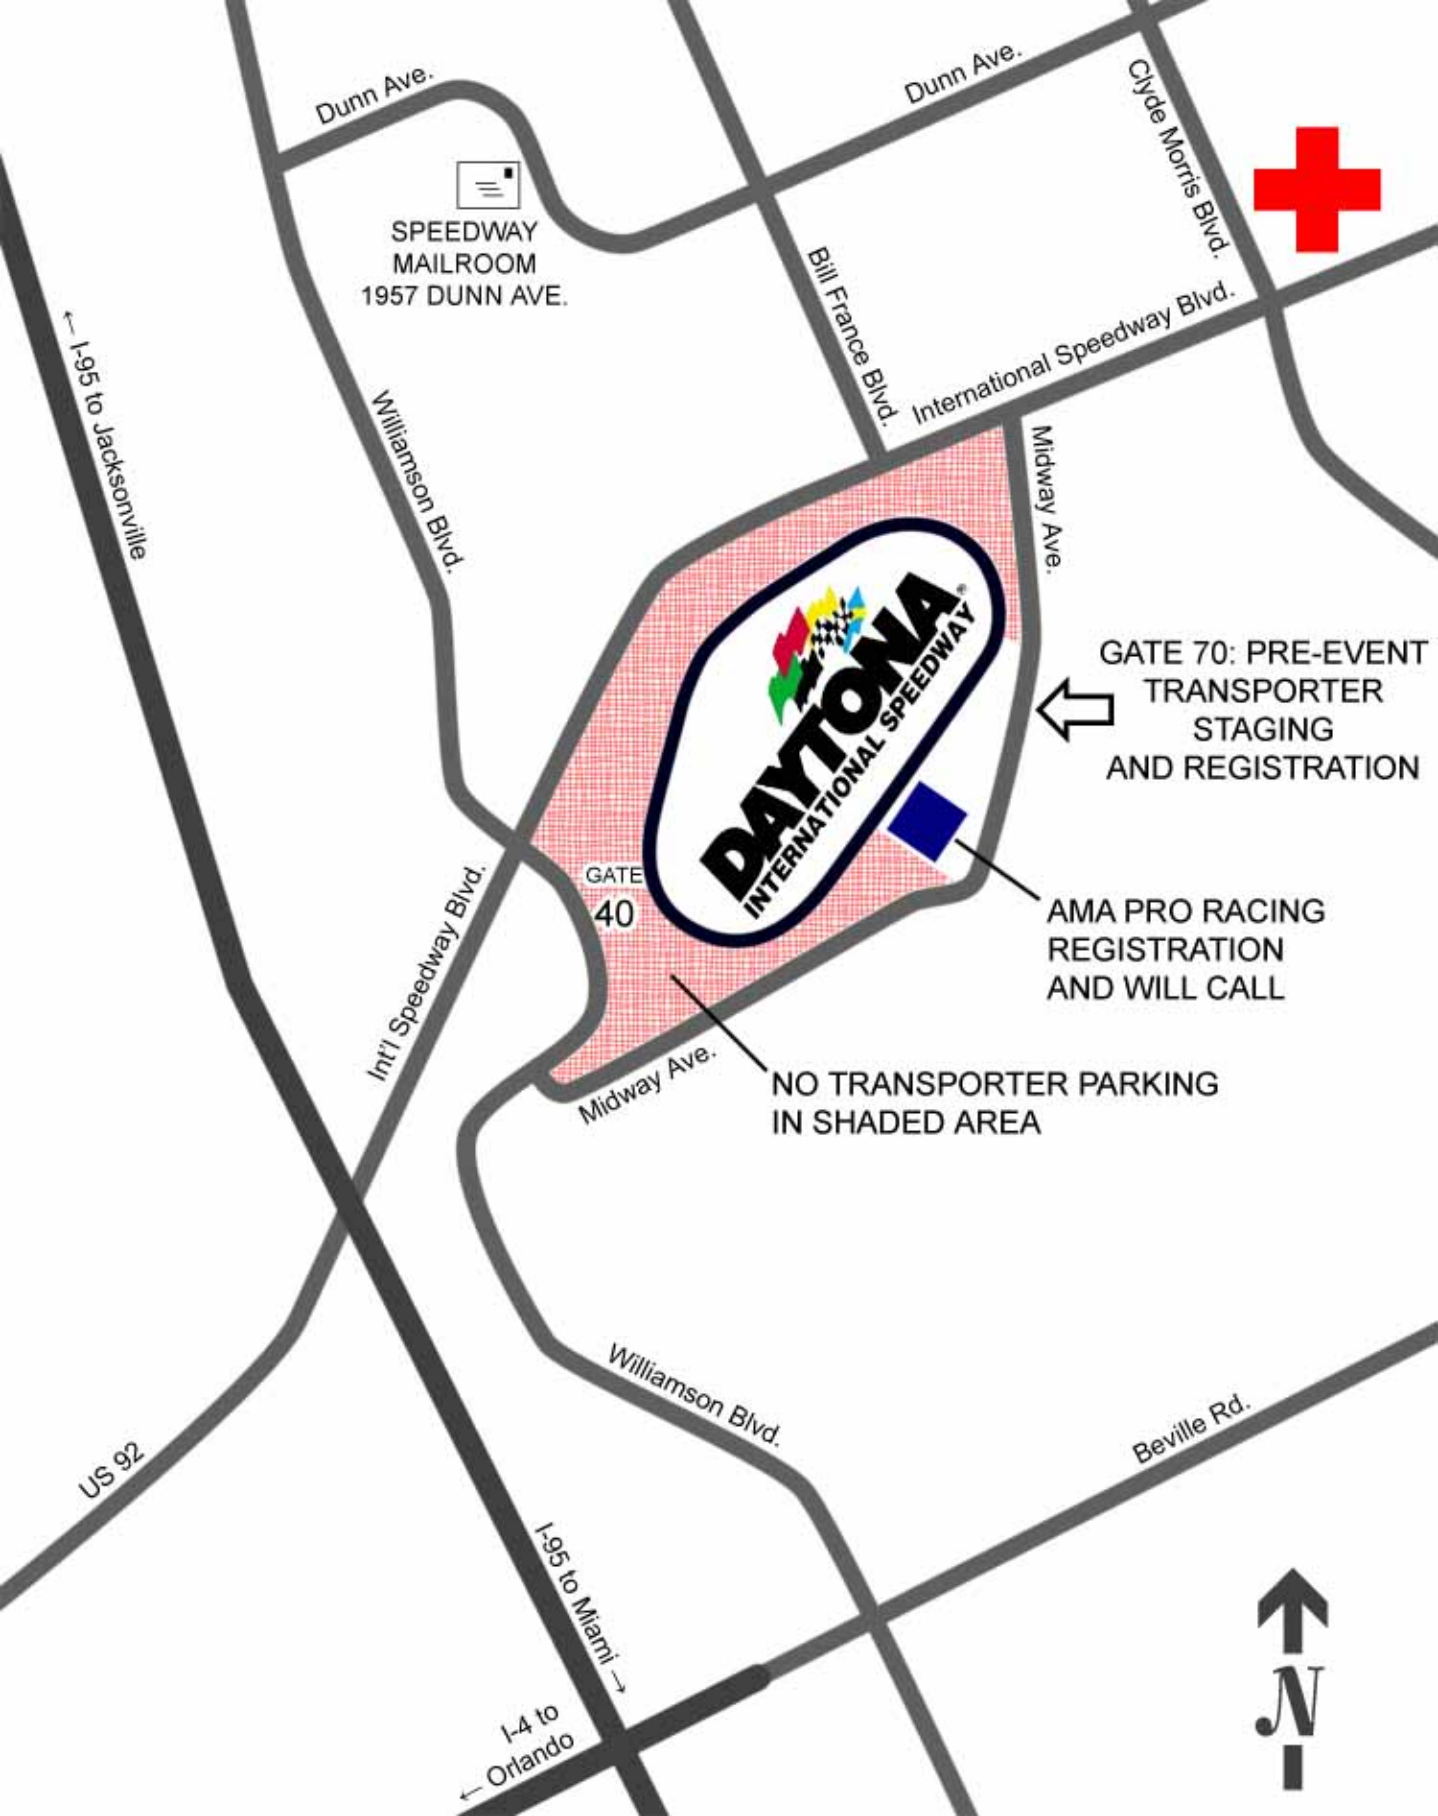 Dunn Ave.
Dunn Ave.
Clyde Morris Blvd.
SPEEDWAY
MAILROOM
1957 DUNN AVE.
Bill France Blvd.
International Speedway Blvd.
← I-95 to Jacksonville
Williamson Blvd.
Midway Ave.
DAYTONA®
INTERNATIONAL SPEEDWAY
GATE 70: PRE-EVENT
TRANSPORTER
STAGING
AND REGISTRATION
GATE
40
Int'l Speedway Blvd.
AMA PRO RACING
REGISTRATION
AND WILL CALL
Midway Ave.
NO TRANSPORTER PARKING
IN SHADED AREA
Williamson Blvd.
Beville Rd.
US 92
I-95 to Miami →
I-4 to
← Orlando
N